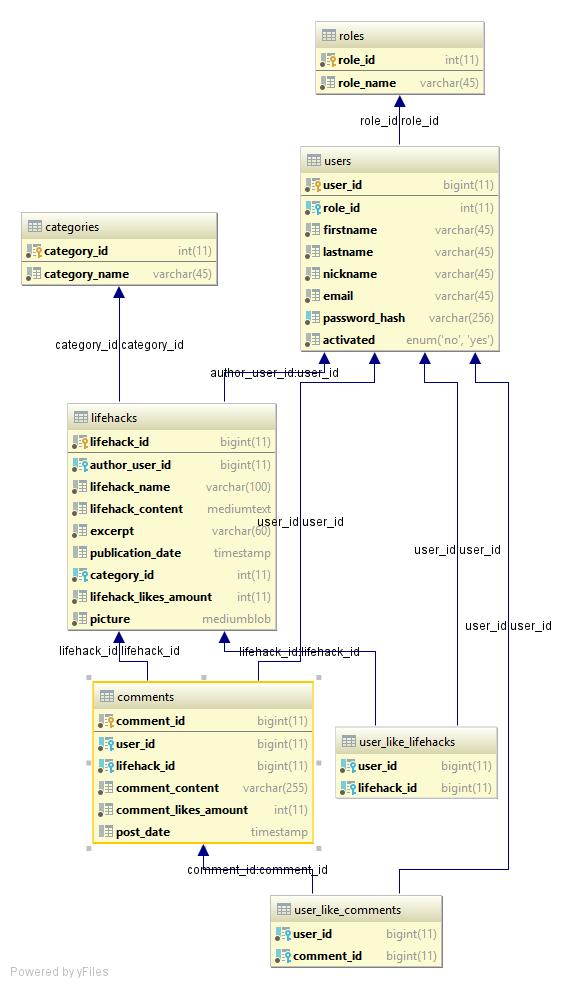 roles
role_id int(11)
role_name varchar(45)
role_id:role_id
users
user_id bigint(11)
role_id int(11)
firstname varchar(45)
lastname varchar(45)
nickname varchar(45)
email varchar(45)
password_hash varchar(256)
activated enum('no', 'yes')
categories
category_id int(11)
category_name varchar(45)
category_id:category_id
author_user_id:user_id
lifehacks
lifehack_id bigint(11)
author_user_id bigint(11)
lifehack_name varchar(100)
lifehack_content mediumtext
excerpt varchar(60)
publication_date timestamp
category_id int(11)
lifehack_likes_amount int(11)
picture mediumblob
user_id:user_id
user_id:user_id
user_id:user_id
lifehack_id:lifehack_id
lifehack_id:lifehack_id
comments
comment_id bigint(11)
user_id bigint(11)
lifehack_id bigint(11)
comment_content varchar(255)
comment_likes_amount int(11)
post_date timestamp
user_like_lifehacks
user_id bigint(11)
lifehack_id bigint(11)
comment_id:comment_id
user_like_comments
user_id bigint(11)
comment_id bigint(11)
Powered by yFiles